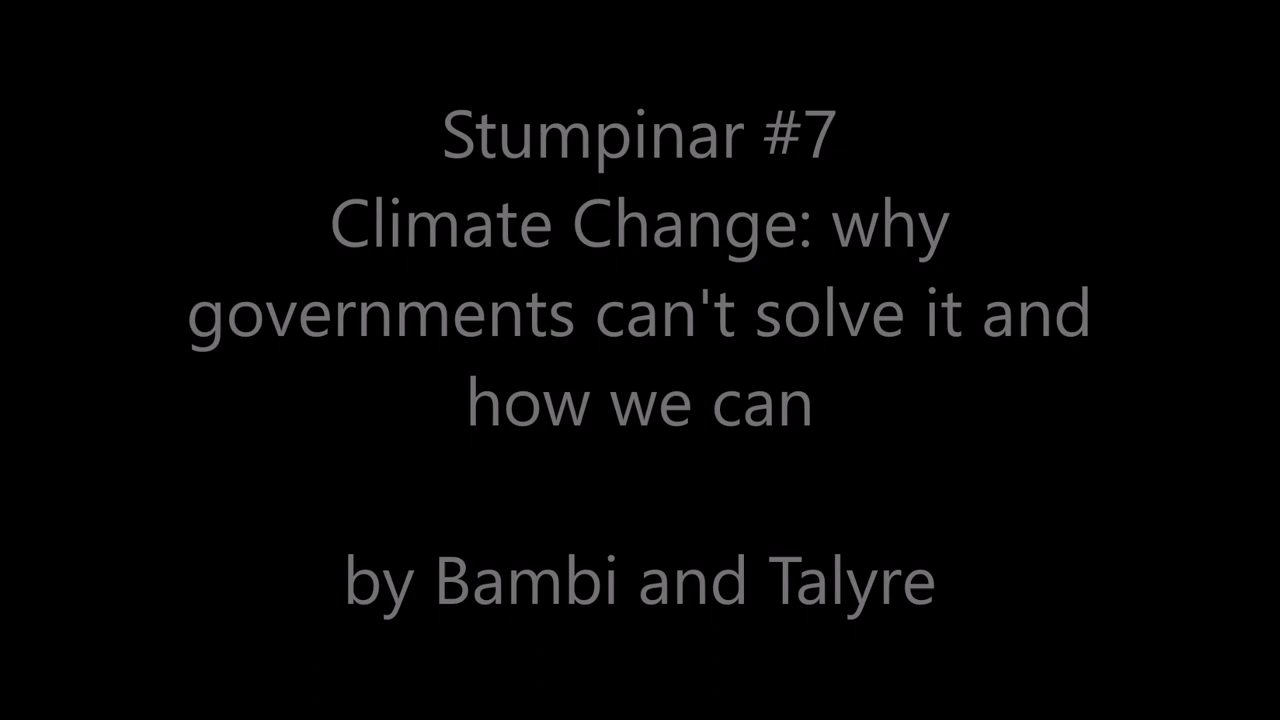 Stumpinar #7
Climate Change: why
governments can't solve it and
how we can
by Bambi and Talyre